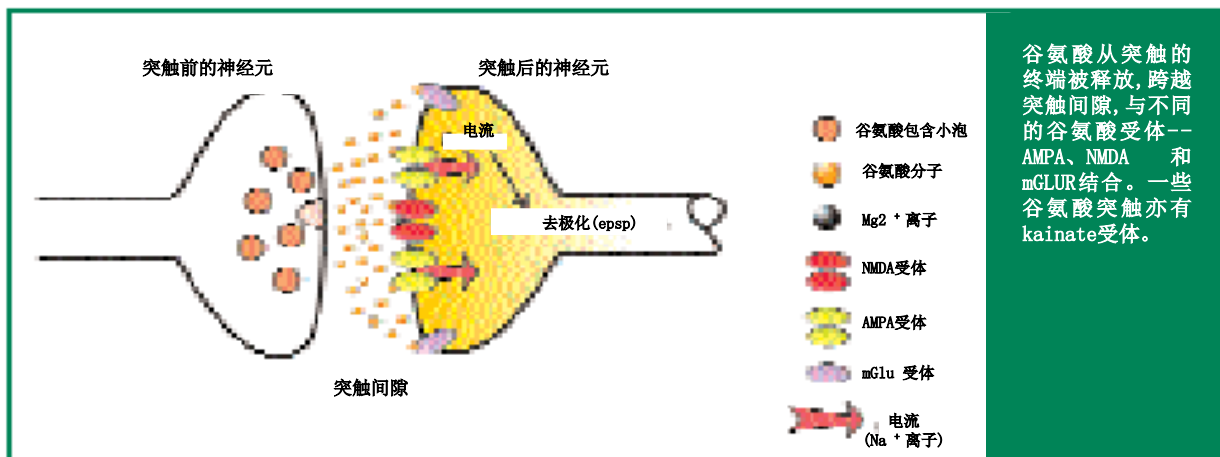 突触前的神经元
突触后的神经元
电流
去极化(epsp)
突触间隙
谷氨酸包含小泡
谷氨酸分子
Mg2 + 离子
NMDA受体
AMPA受体
mGlu 受体
电流
(Na + 离子)
谷氨酸从突触的
终端被释放,跨越
突触间隙,与不同
的谷氨酸受体--
AMPA、NMDA 和
mGLUR结合。一些
谷氨酸突触亦有
kainate受体。